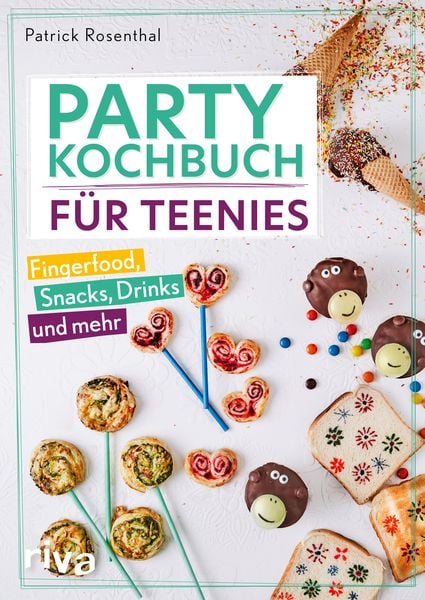 Patrick Rosenthal
PARTY
KOCHBUCH
FÜR TEENIES
Fingerfood,
Snacks, Drinks
und mehr
riva